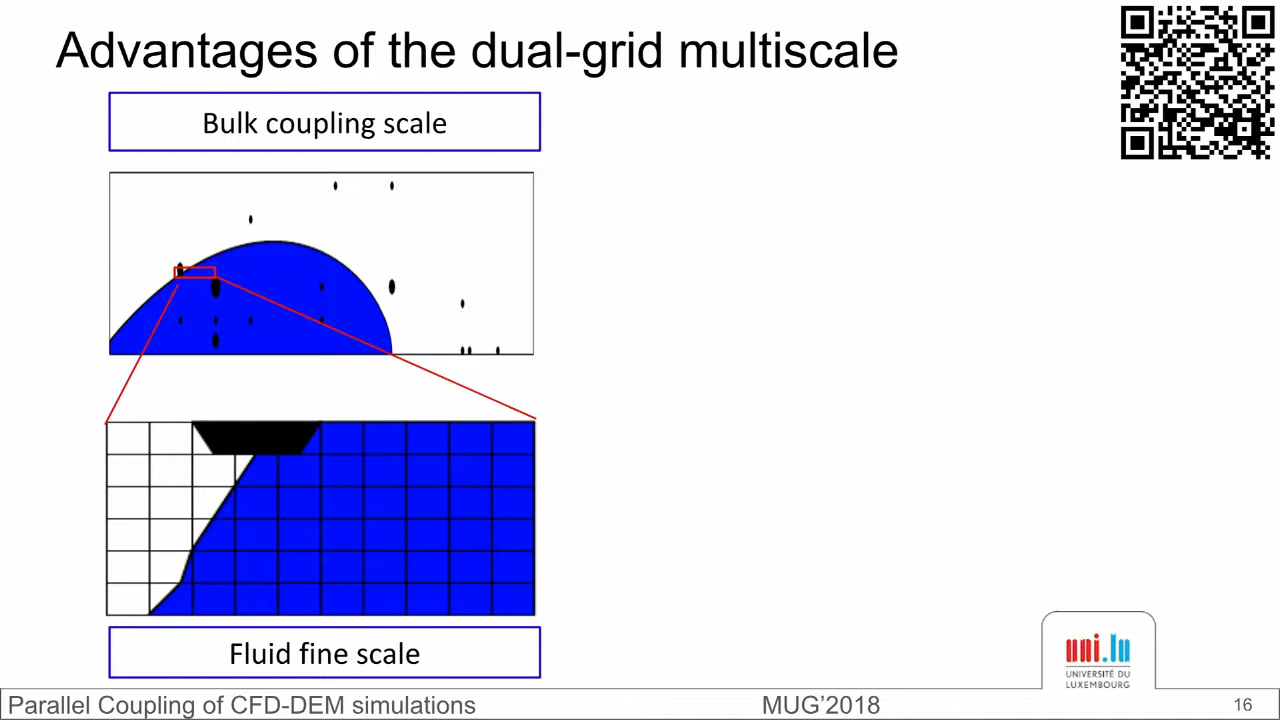 Advantages of the dual-grid multiscale
Bulk coupling scale
Fluid fine scale
uni.lu
UNIVERSITÉ DU
LUXEMBOURG
Parallel Coupling of CFD-DEM simulations
MUG’2018
16